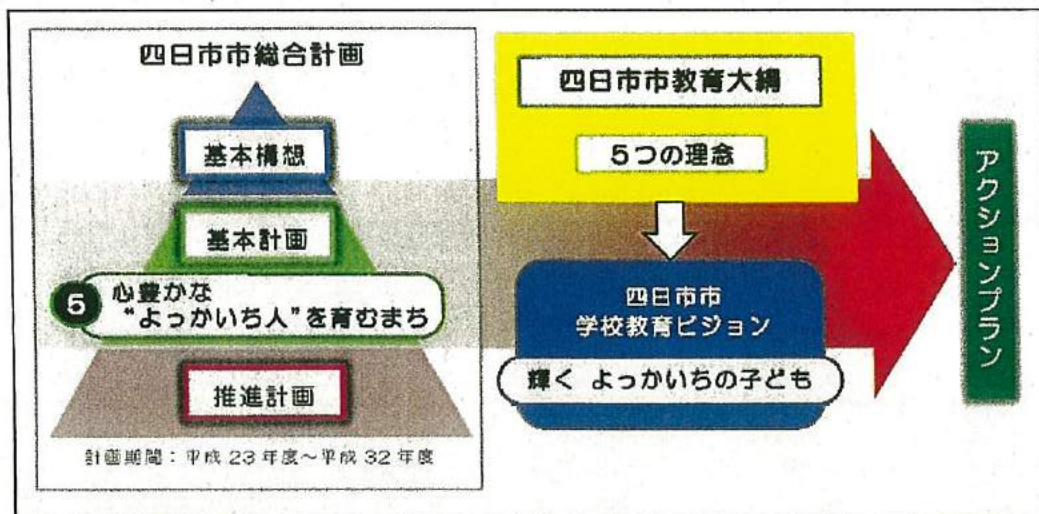 四日市市総合計画
基本構想
基本計画
5
心豊かな
“よっかいち人”を育むまち
推進計画
計画期間:平成 23 年度~平成 32 年度
四日市市教育大綱
5つの理念
四日市市
学校教育ビジョン
輝く よっかいちの子ども
アクションプラン